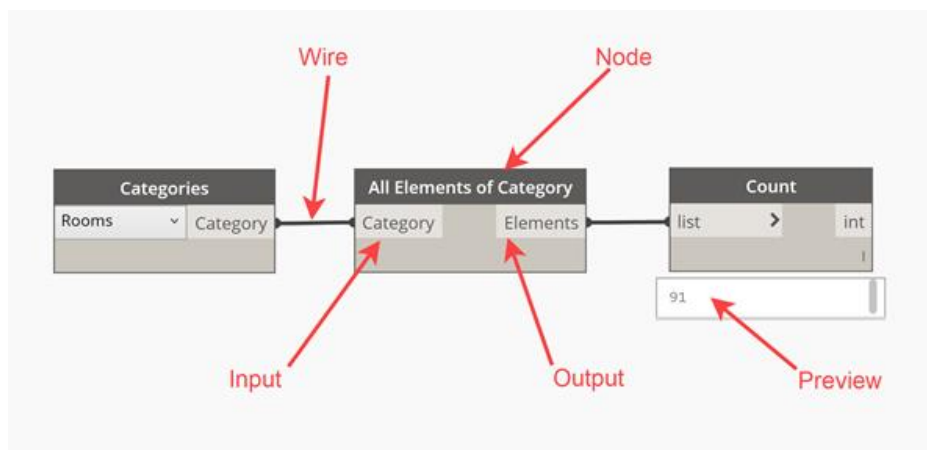 Wire
Node
Categories
All Elements of Category
Count
Rooms
Category
Category
Elements
list
int
91
Input
Output
Preview